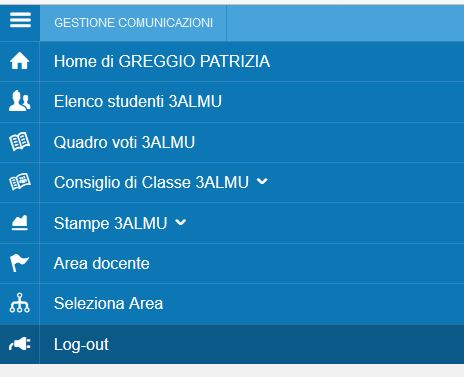 GESTIONE COMUNICAZIONI
Home di GREGGIO PATRIZIA
Elenco studenti 3ALMU
Quadro voti 3ALMU
Consiglio di Classe 3ALMU
Stampe 3ALMU
Area docente
Seleziona Area
Log-out